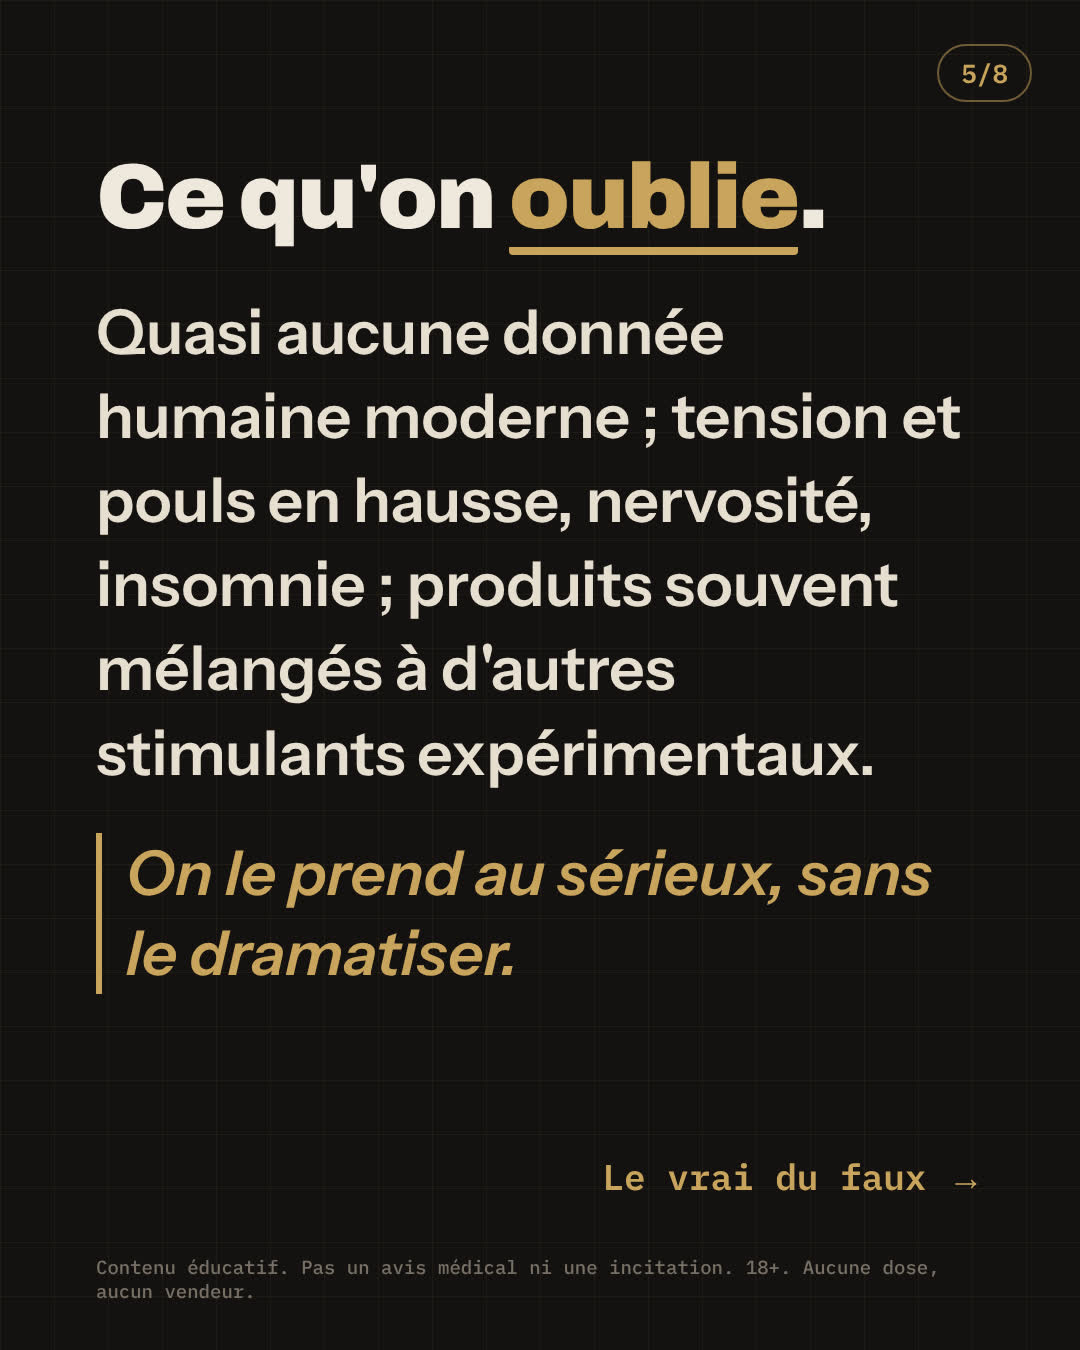 5/8
Ce qu'on oublie.
Quasi aucune donnée
humaine moderne ; tension et
pouls en hausse, nervosité,
insomnie ; produits souvent
mélangés à d'autres
stimulants expérimentaux.
On le prend au sérieux, sans
le dramatiser.
Le vrai du faux →
Contenu éducatif. Pas un avis médical ni une incitation. 18+. Aucune dose,
aucun vendeur.